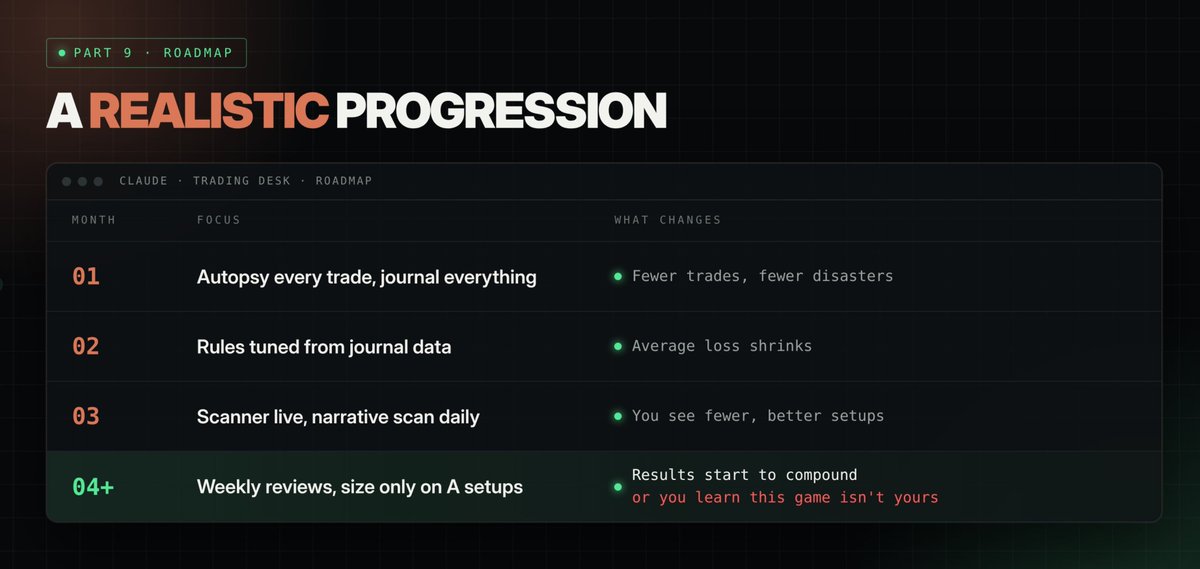 PART 9 · ROADMAP
A REALISTIC PROGRESSION
CLAUDE · TRADING DESK · ROADMAP
MONTH FOCUS WHAT CHANGES
01 Autopsy every trade, journal everything Fewer trades, fewer disasters
02 Rules tuned from journal data Average loss shrinks
03 Scanner live, narrative scan daily You see fewer, better setups
04+ Weekly reviews, size only on A setups Results start to compound
or you learn this game isn't yours